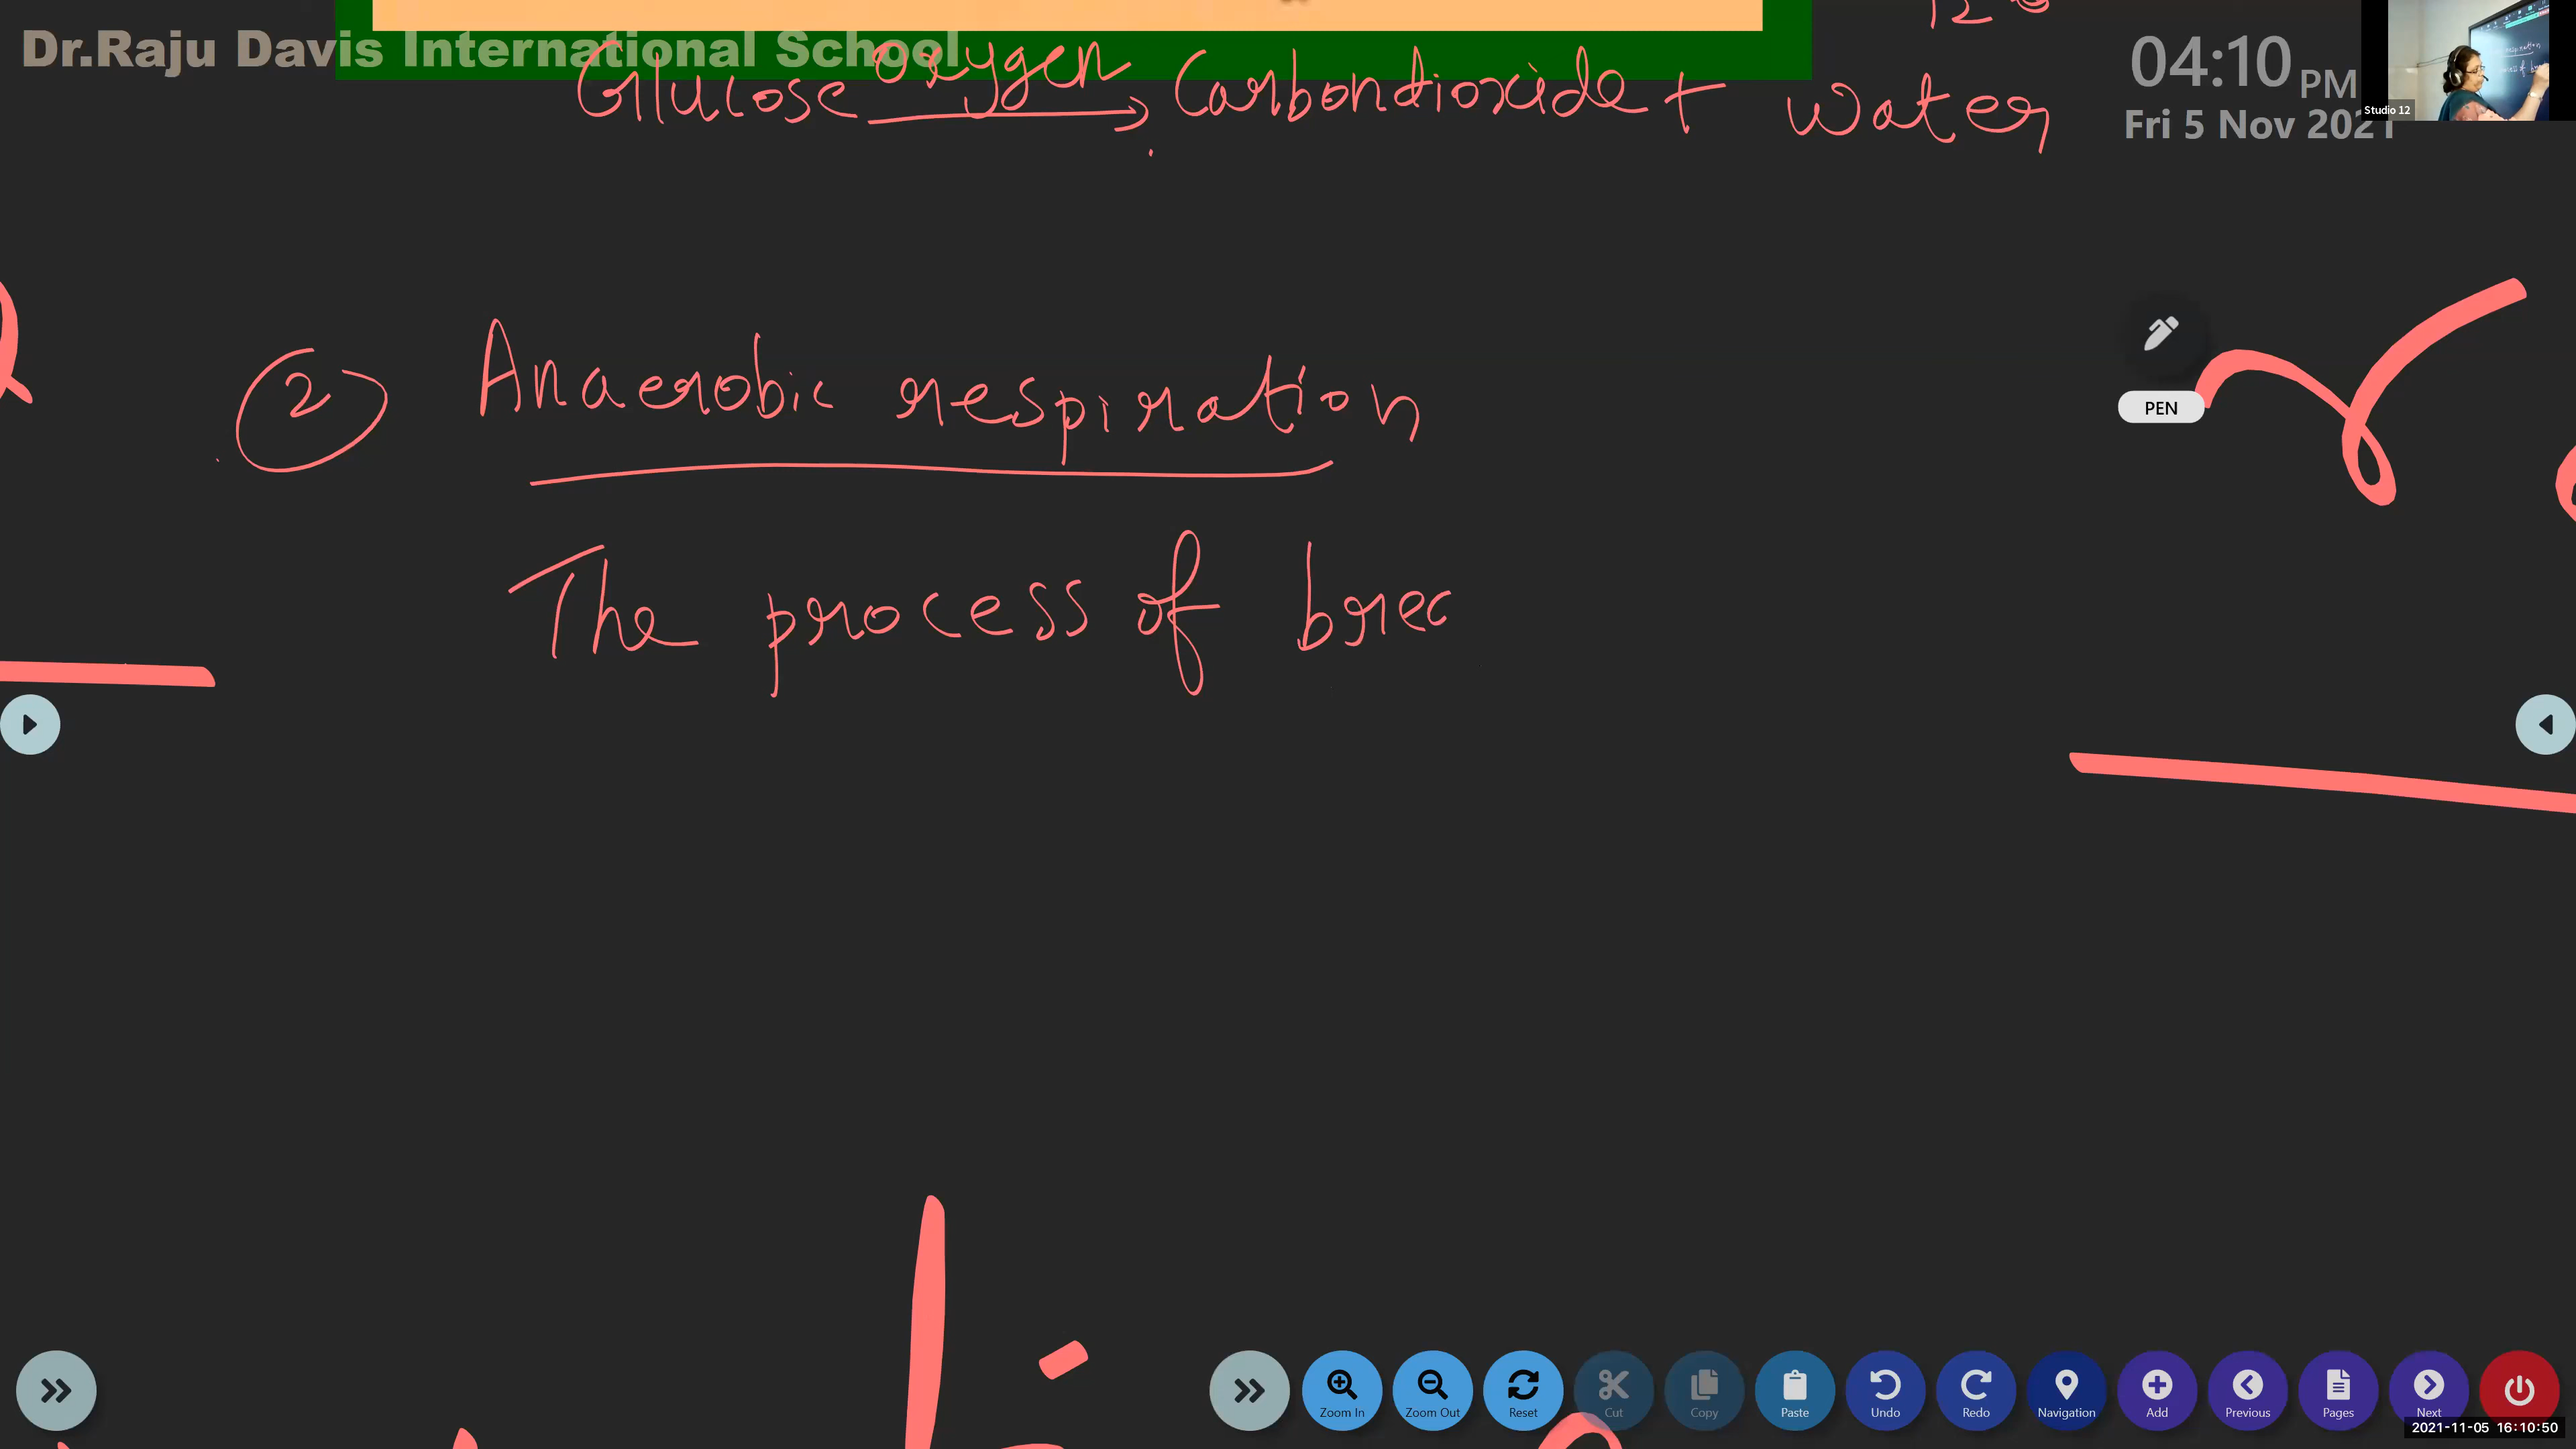 Dr.Raju Davis International School
04:10 PM
Fri 5 Nov 2021
Studio 12
Glucose oxygen Carbondioxide + water
2 Anaerobic respiration
The process of brea
PEN
Zoom In
Zoom Out
Reset
Cut
Copy
Paste
Undo
Redo
Navigation
Add
Previous
Pages
Next
2021-11-05 16:10:50